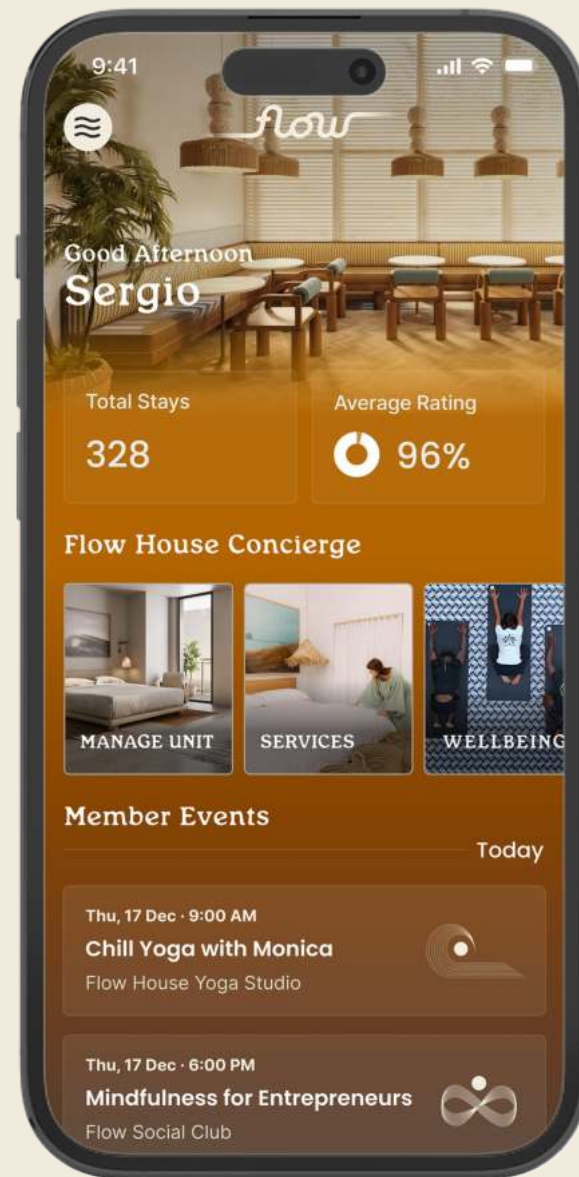 9:41
flow
Good Afternoon
Sergio
Total Stays
328
Average Rating
96%
Flow House Concierge
MANAGE UNIT
SERVICES
WELLBEING
Member Events
Today
Thu, 17 Dec · 9:00 AM
Chill Yoga with Monica
Flow House Yoga Studio
Thu, 17 Dec · 6:00 PM
Mindfulness for Entrepreneurs
Flow Social Club